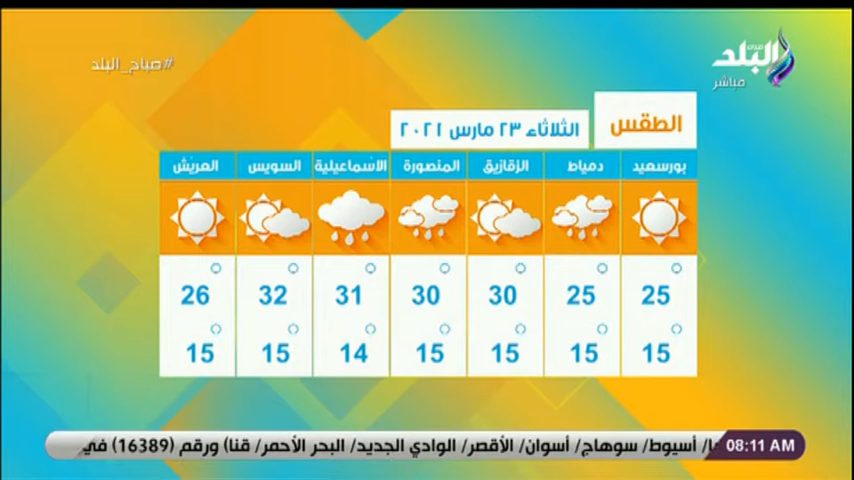 #صباح_البلد
صدى البلد
مباشر
الطقس
الثلاثاء ٢٣ مارس ٢٠٢١
بورسعيد دمياط الزقازيق المنصورة الاسماعيلية السويس العريش
25 25 30 30 31 32 26
15 15 15 15 14 15 15
أسيوط/ سوهاج/ أسوان/ الأقصر/ الوادي الجديد/ البحر الأحمر/ قنا) ورقم (16389) في
08:11 AM